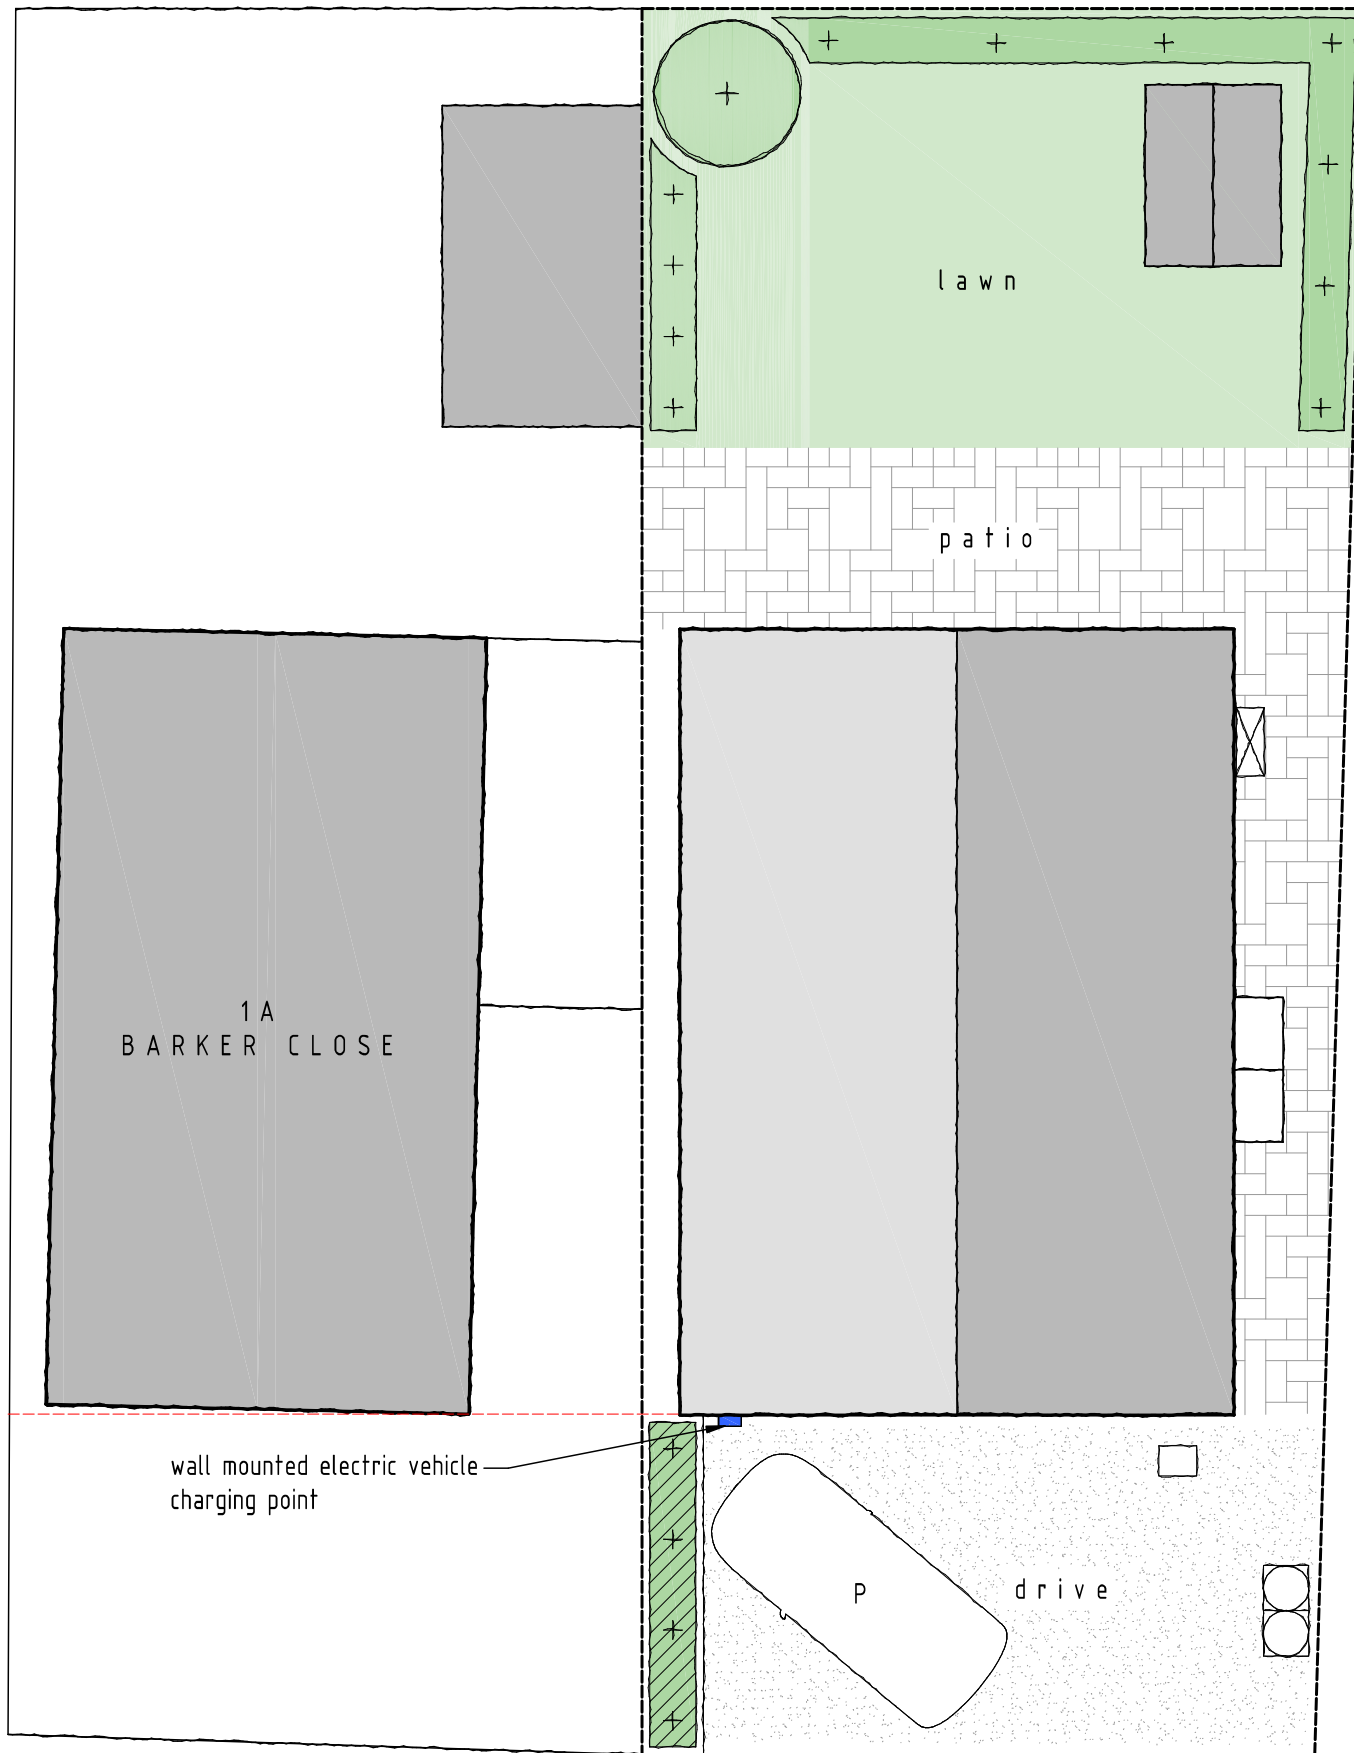 lawn
patio
1A
BARKER CLOSE
wall mounted electric vehicle
charging point
P
drive